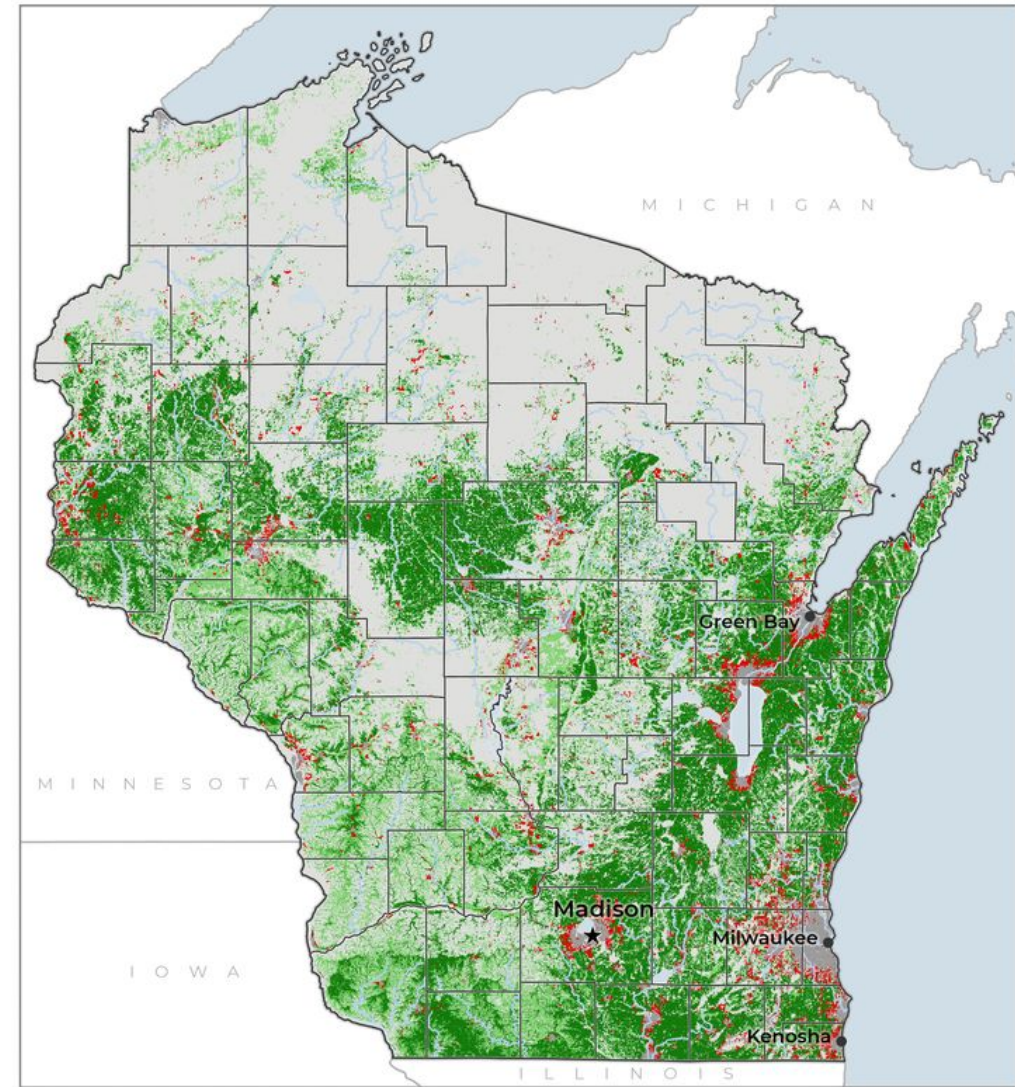 MICHIGAN
Green Bay
MINNESOTA
Madison
Milwaukee
IOWA
Kenosha
ILLINOIS